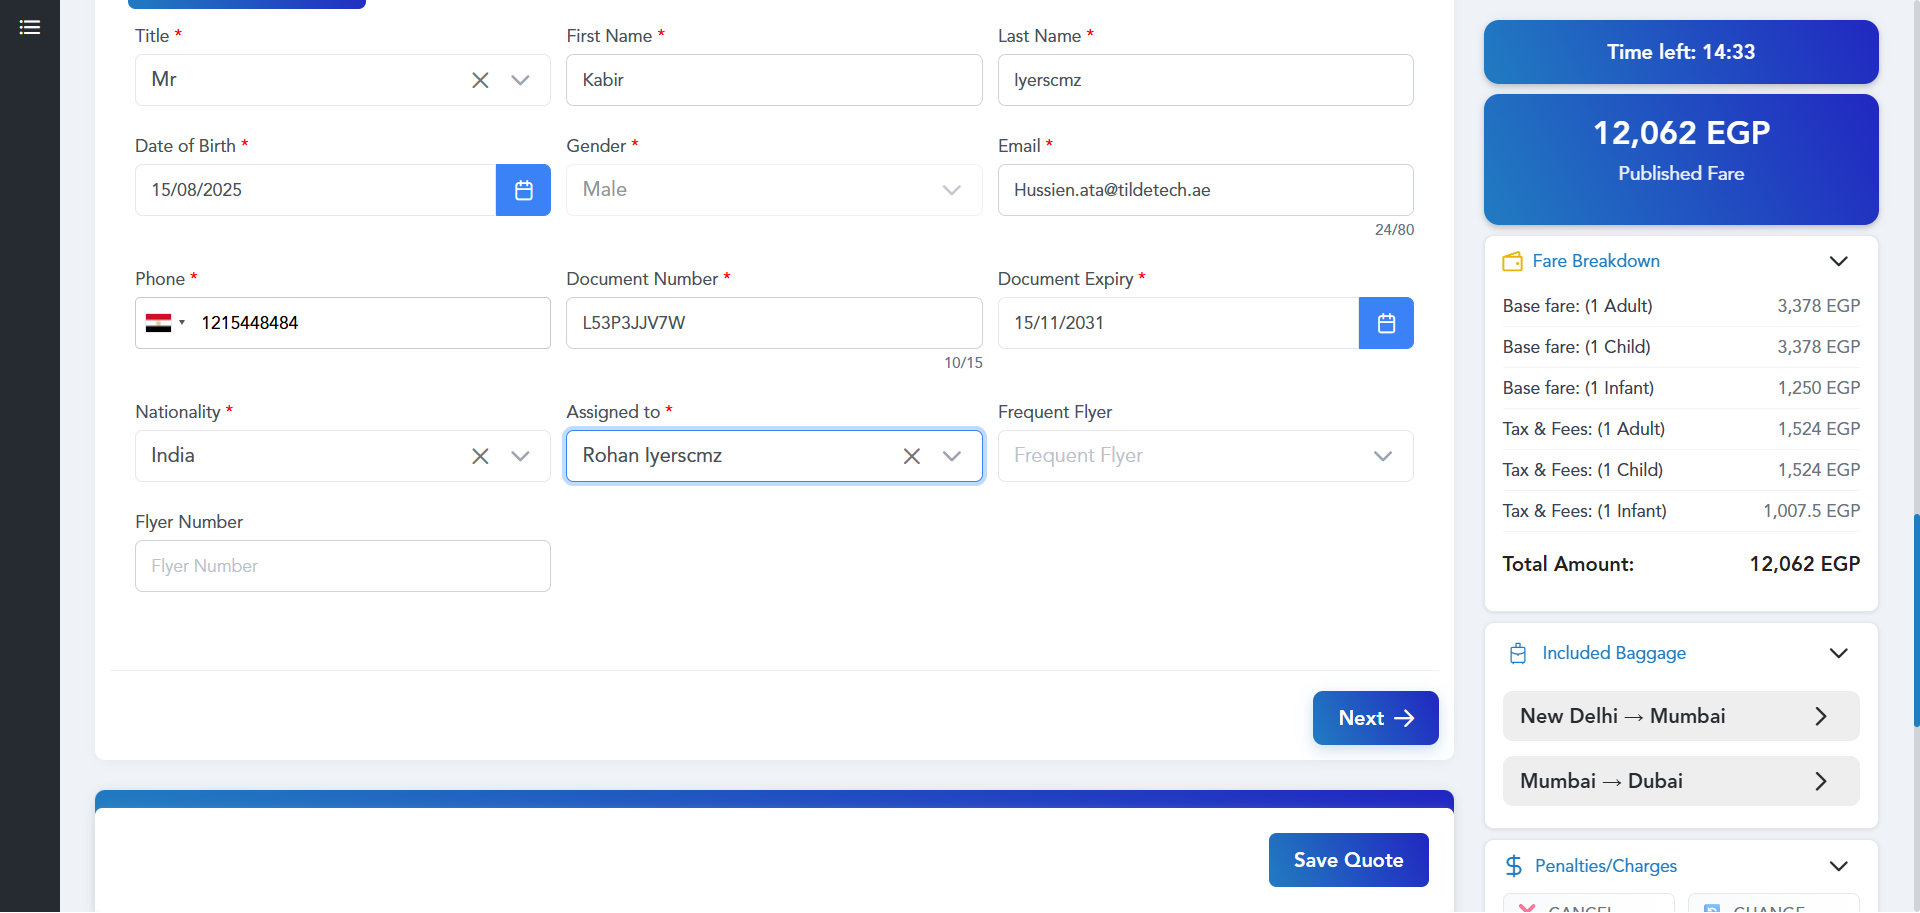 Title *
First Name *
Last Name *
Mr
Kabir
Iyerscmz
Date of Birth *
Gender *
Email *
15/08/2025
Male
Hussien.ata@tildetech.ae
24/80
Phone *
Document Number *
Document Expiry *
1215448484
L53P3JJV7W
15/11/2031
10/15
Nationality *
Assigned to *
Frequent Flyer
India
Rohan Iyerscmz
Frequent Flyer
Flyer Number
Flyer Number
Next →
Save Quote
Time left: 14:33
12,062 EGP
Published Fare
Fare Breakdown
Base fare: (1 Adult) 3,378 EGP
Base fare: (1 Child) 3,378 EGP
Base fare: (1 Infant) 1,250 EGP
Tax & Fees: (1 Adult) 1,524 EGP
Tax & Fees: (1 Child) 1,524 EGP
Tax & Fees: (1 Infant) 1,007.5 EGP
Total Amount: 12,062 EGP
Included Baggage
New Delhi → Mumbai
Mumbai → Dubai
Penalties/Charges
CANCEL CHANGE